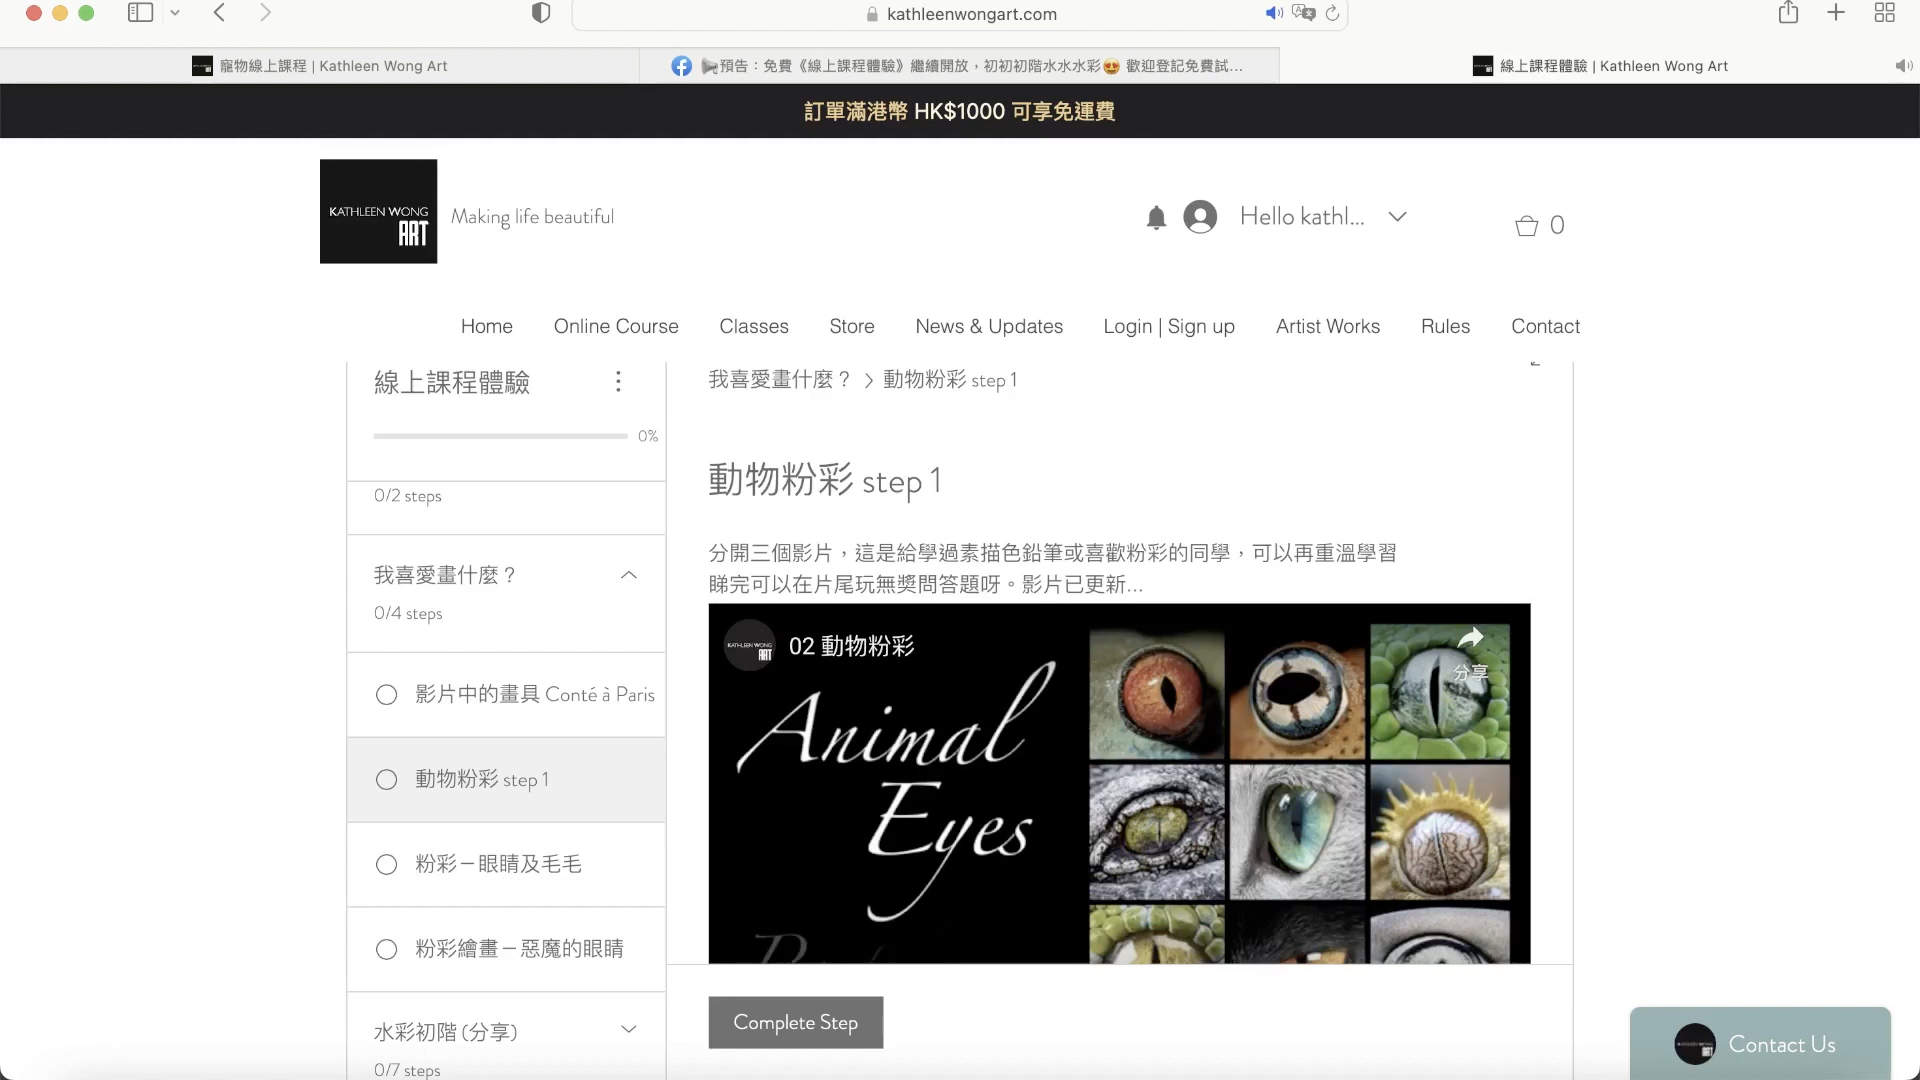 kathleenwongart.com
寵物線上課程 | Kathleen Wong Art
預告：免費《線上課程體驗》繼續開放，初初初階水水水彩😍 歡迎登記免費試...
線上課程體驗 | Kathleen Wong Art
訂單滿港幣 HK$1000 可享免運費
KATHLEEN WONG
ART
Making life beautiful
Hello kathl...
0
Home
Online Course
Classes
Store
News & Updates
Login | Sign up
Artist Works
Rules
Contact
線上課程體驗
0%
0/2 steps
我喜愛畫什麼？
0/4 steps
影片中的畫具 Conté à Paris
動物粉彩 step 1
粉彩－眼睛及毛毛
粉彩繪畫－惡魔的眼睛
水彩初階 (分享)
0/7 steps
我喜愛畫什麼？ > 動物粉彩 step 1
動物粉彩 step 1
分開三個影片，這是給學過素描色鉛筆或喜歡粉彩的同學，可以再重溫學習
睇完可以在片尾玩無獎問答題呀。影片已更新...
KATHLEEN WONG
ART
02 動物粉彩
分享
Animal
Eyes
Complete Step
Contact Us